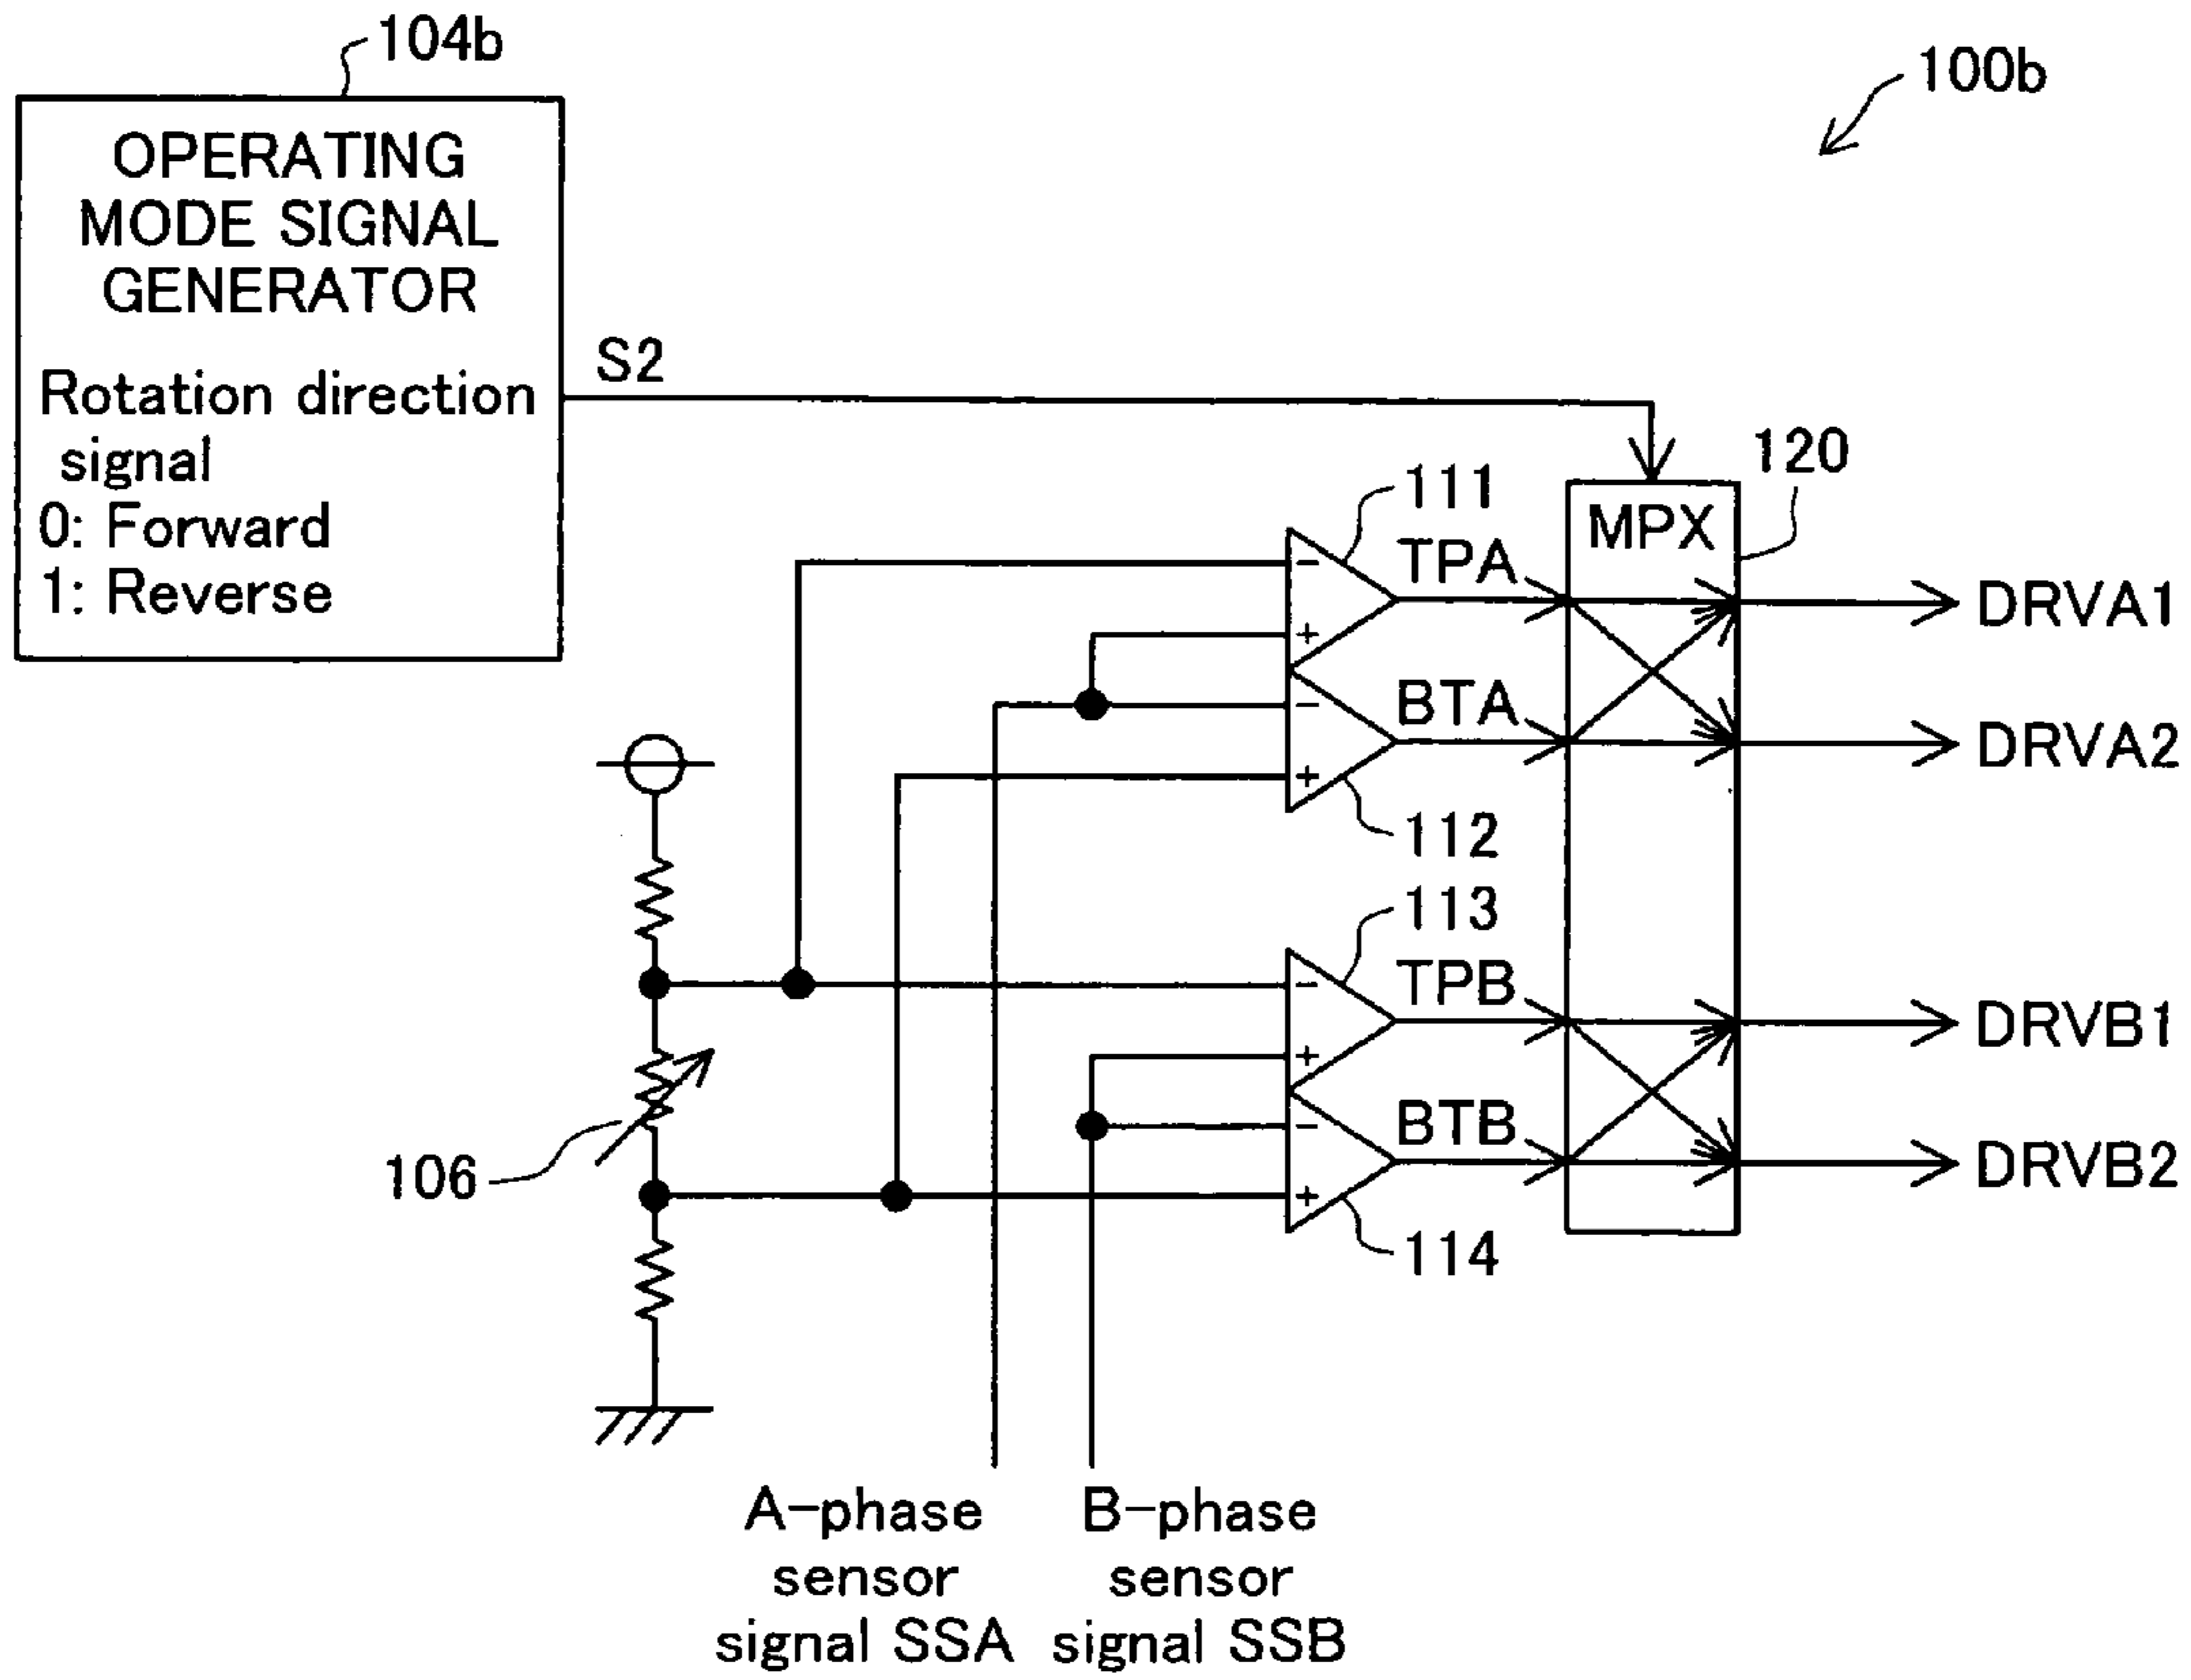 104b
100b
OPERATING
MODE SIGNAL
GENERATOR
Rotation direction
signal
0: Forward
1: Reverse
S2
120
MPX
111
TPA
DRVA1
BTA
DRVA2
112
113
TPB
DRVB1
BTB
DRVB2
114
106
A-phase
sensor
signal SSA
B-phase
sensor
signal SSB